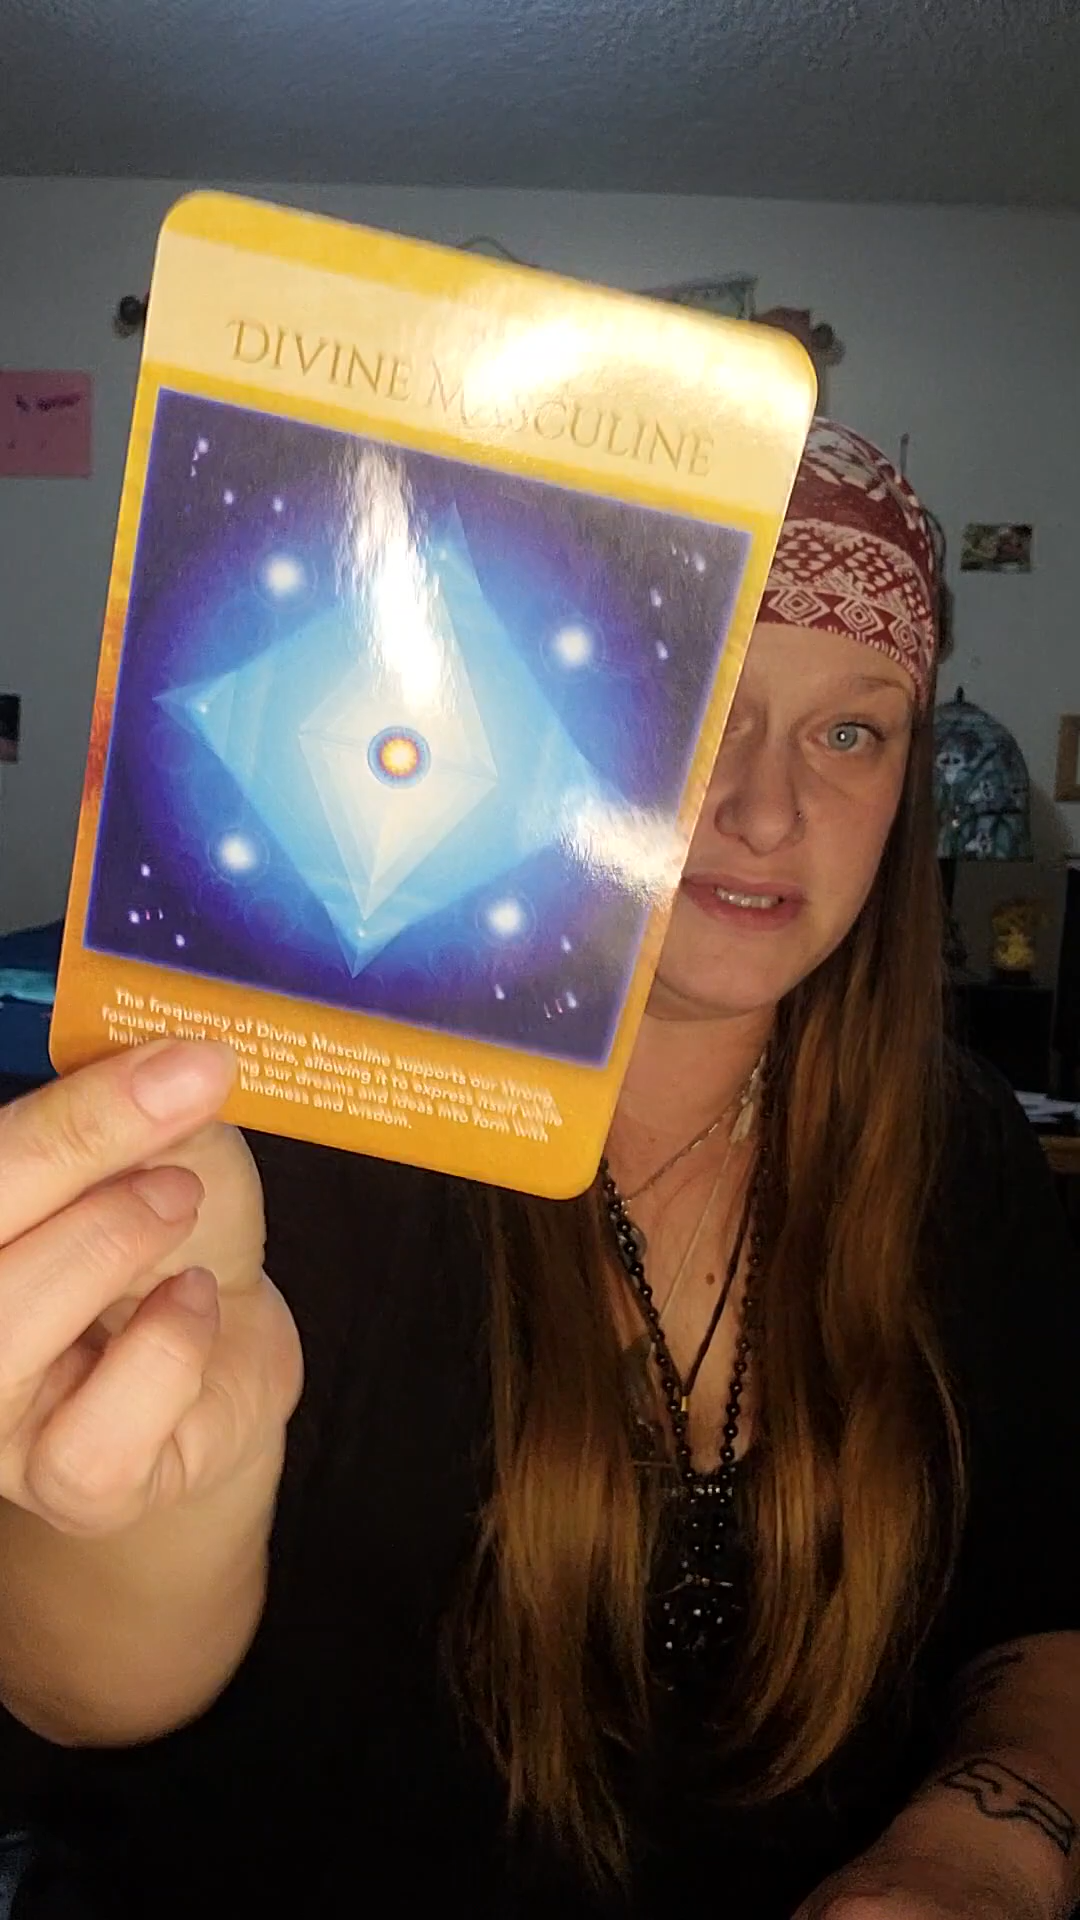 DIVINE MASCULINE
The frequency of Divine Masculine supports our strong,
focused, and active side, allowing it to express itself while
our dreams and ideas into form with
kindness and wisdom.